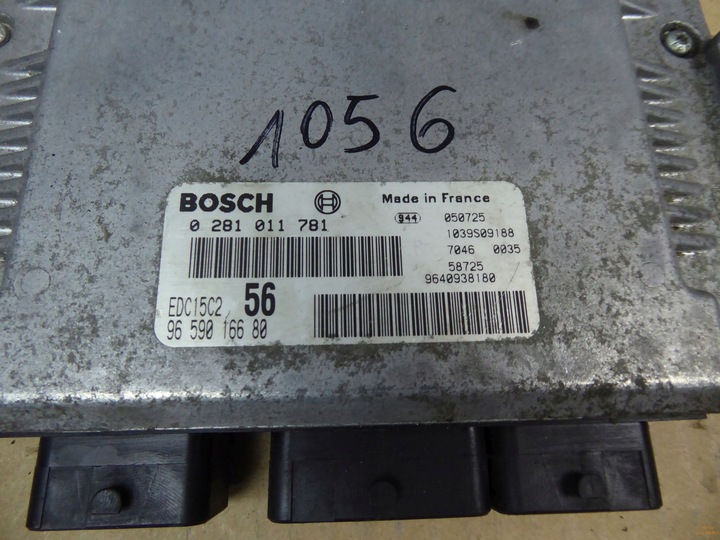 1056
BOSCH Made in France
0 281 011 781 944 050725
1039S09188
7046 0035
58725
9640938180
EDC15C2 56
96 590 166 80